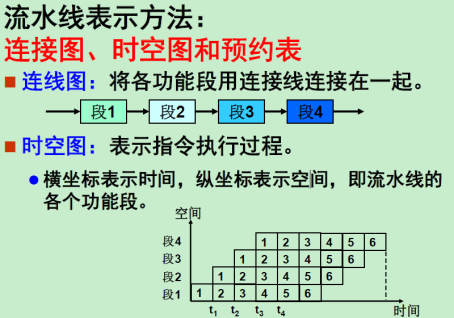 流水线表示方法：
连接图、时空图和预约表
连线图：将各功能段用连接线连接在一起。
段1 段2 段3 段4
时空图：表示指令执行过程。
横坐标表示时间，纵坐标表示空间，即流水线的
各个功能段。
空间
段4 1 2 3 4 5 6
段3 1 2 3 4 5 6
段2 1 2 3 4 5 6
段1 1 2 3 4 5 6
t1 t2 t3 t4 时间